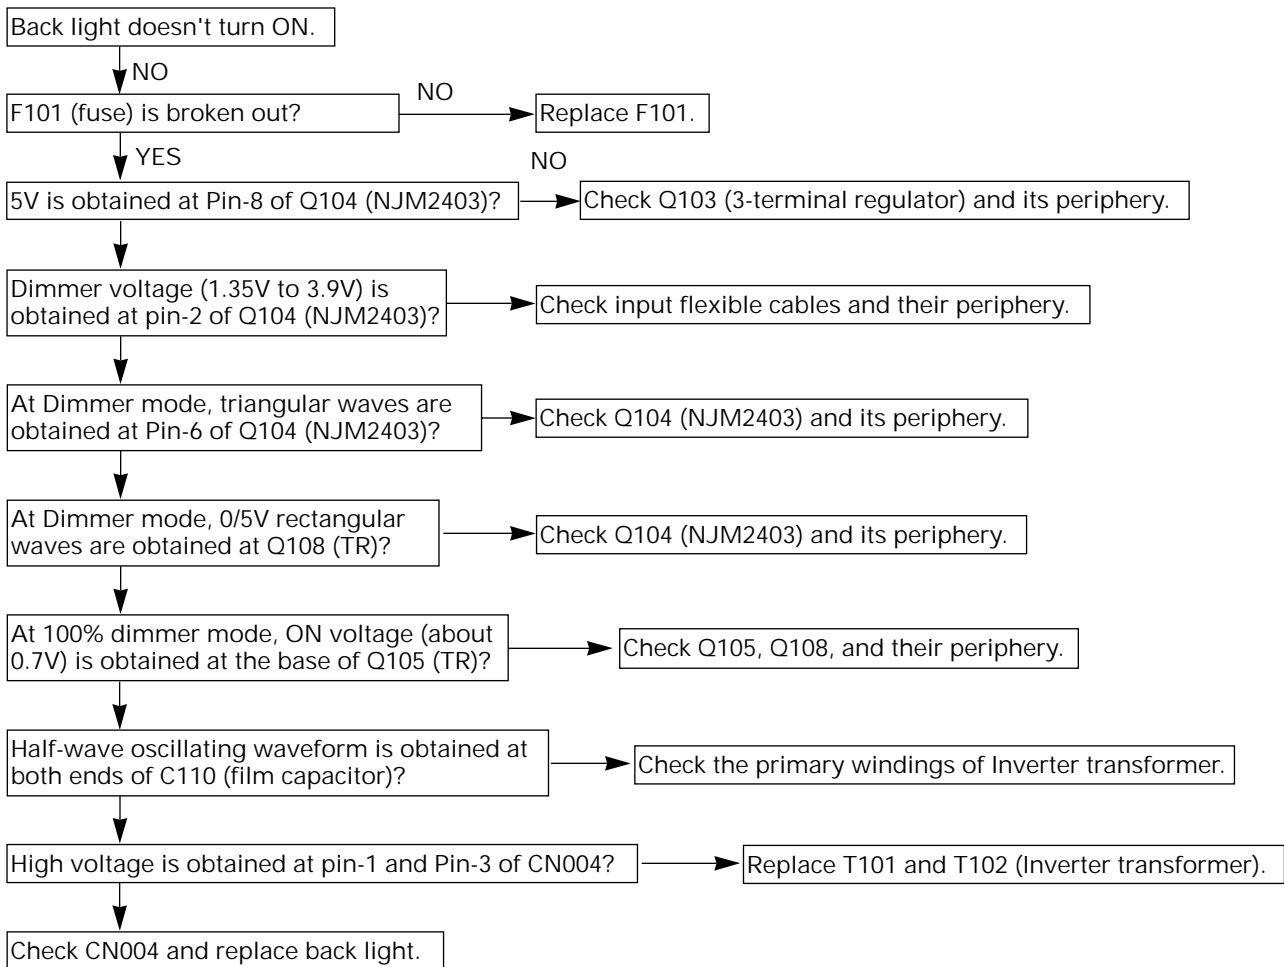 Back light doesn't turn ON.
NO
F101 (fuse) is broken out?
NO
Replace F101.
YES
NO
5V is obtained at Pin-8 of Q104 (NJM2403)?
Check Q103 (3-terminal regulator) and its periphery.
Dimmer voltage (1.35V to 3.9V) is
obtained at pin-2 of Q104 (NJM2403)?
Check input flexible cables and their periphery.
At Dimmer mode, triangular waves are
obtained at Pin-6 of Q104 (NJM2403)?
Check Q104 (NJM2403) and its periphery.
At Dimmer mode, 0/5V rectangular
waves are obtained at Q108 (TR)?
Check Q104 (NJM2403) and its periphery.
At 100% dimmer mode, ON voltage (about
0.7V) is obtained at the base of Q105 (TR)?
Check Q105, Q108, and their periphery.
Half-wave oscillating waveform is obtained at
both ends of C110 (film capacitor)?
Check the primary windings of Inverter transformer.
High voltage is obtained at pin-1 and Pin-3 of CN004?
Replace T101 and T102 (Inverter transformer).
Check CN004 and replace back light.